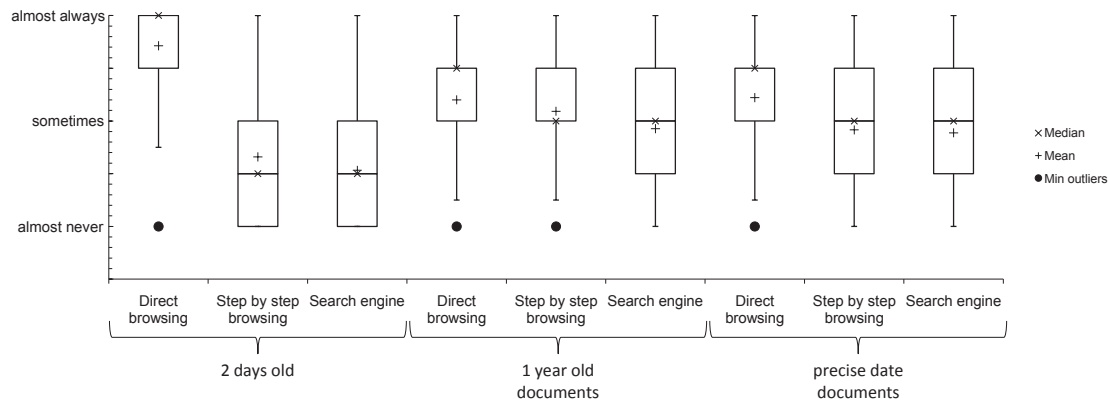 almost always
sometimes
almost never
× Median
+ Mean
● Min outliers
Direct browsing
Step by step browsing
Search engine
Direct browsing
Step by step browsing
Search engine
Direct browsing
Step by step browsing
Search engine
2 days old
1 year old
documents
precise date
documents